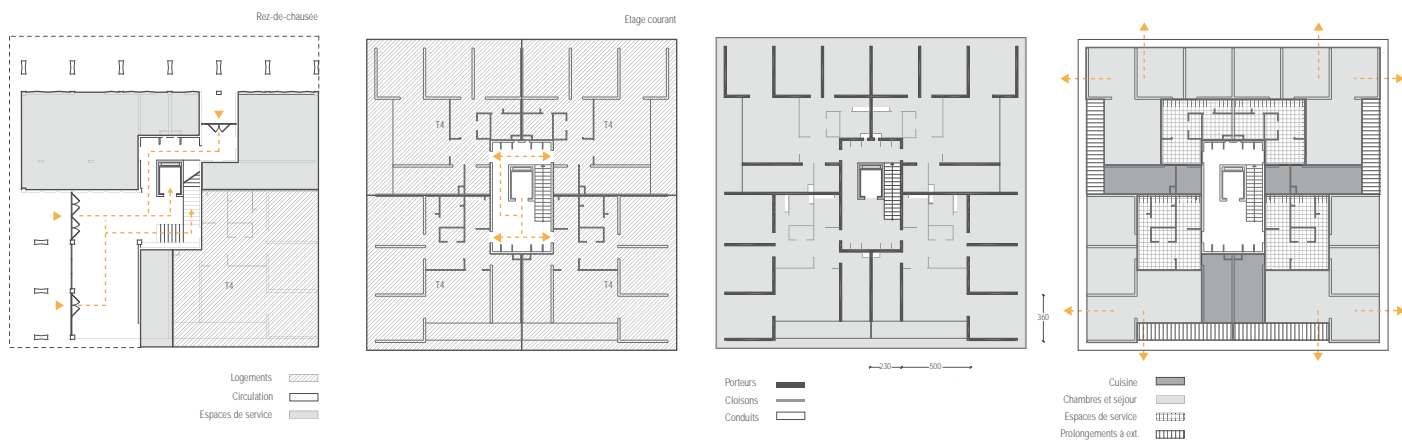 Rez-de-chausée
Etage courant
T4
T4
T4
T4
T4
360
230
500
Logements
Circulation
Espaces de service
Porteurs
Cloisons
Conduits
Cuisine
Chambres et séjour
Espaces de service
Prolongements à ext.